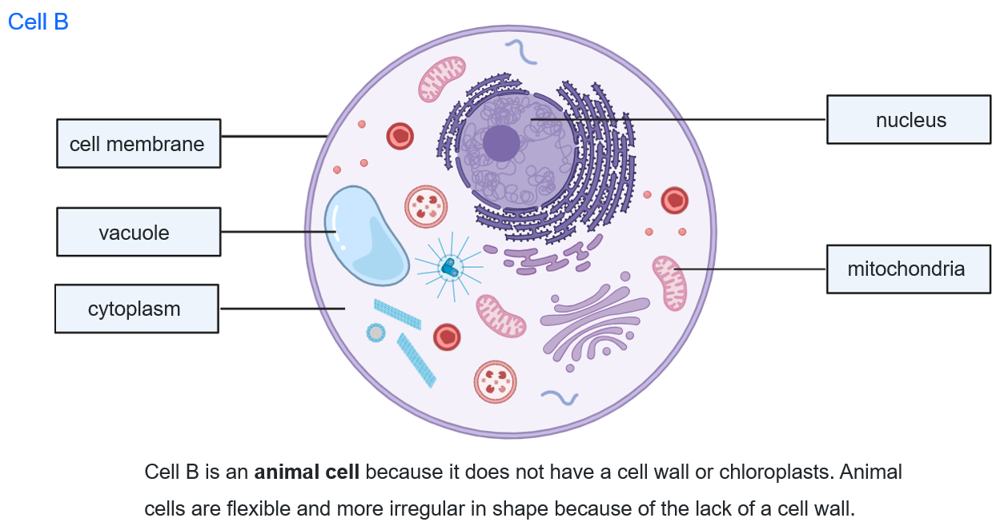 Cell B
cell membrane
vacuole
cytoplasm
nucleus
mitochondria
Cell B is an animal cell because it does not have a cell wall or chloroplasts. Animal
cells are flexible and more irregular in shape because of the lack of a cell wall.